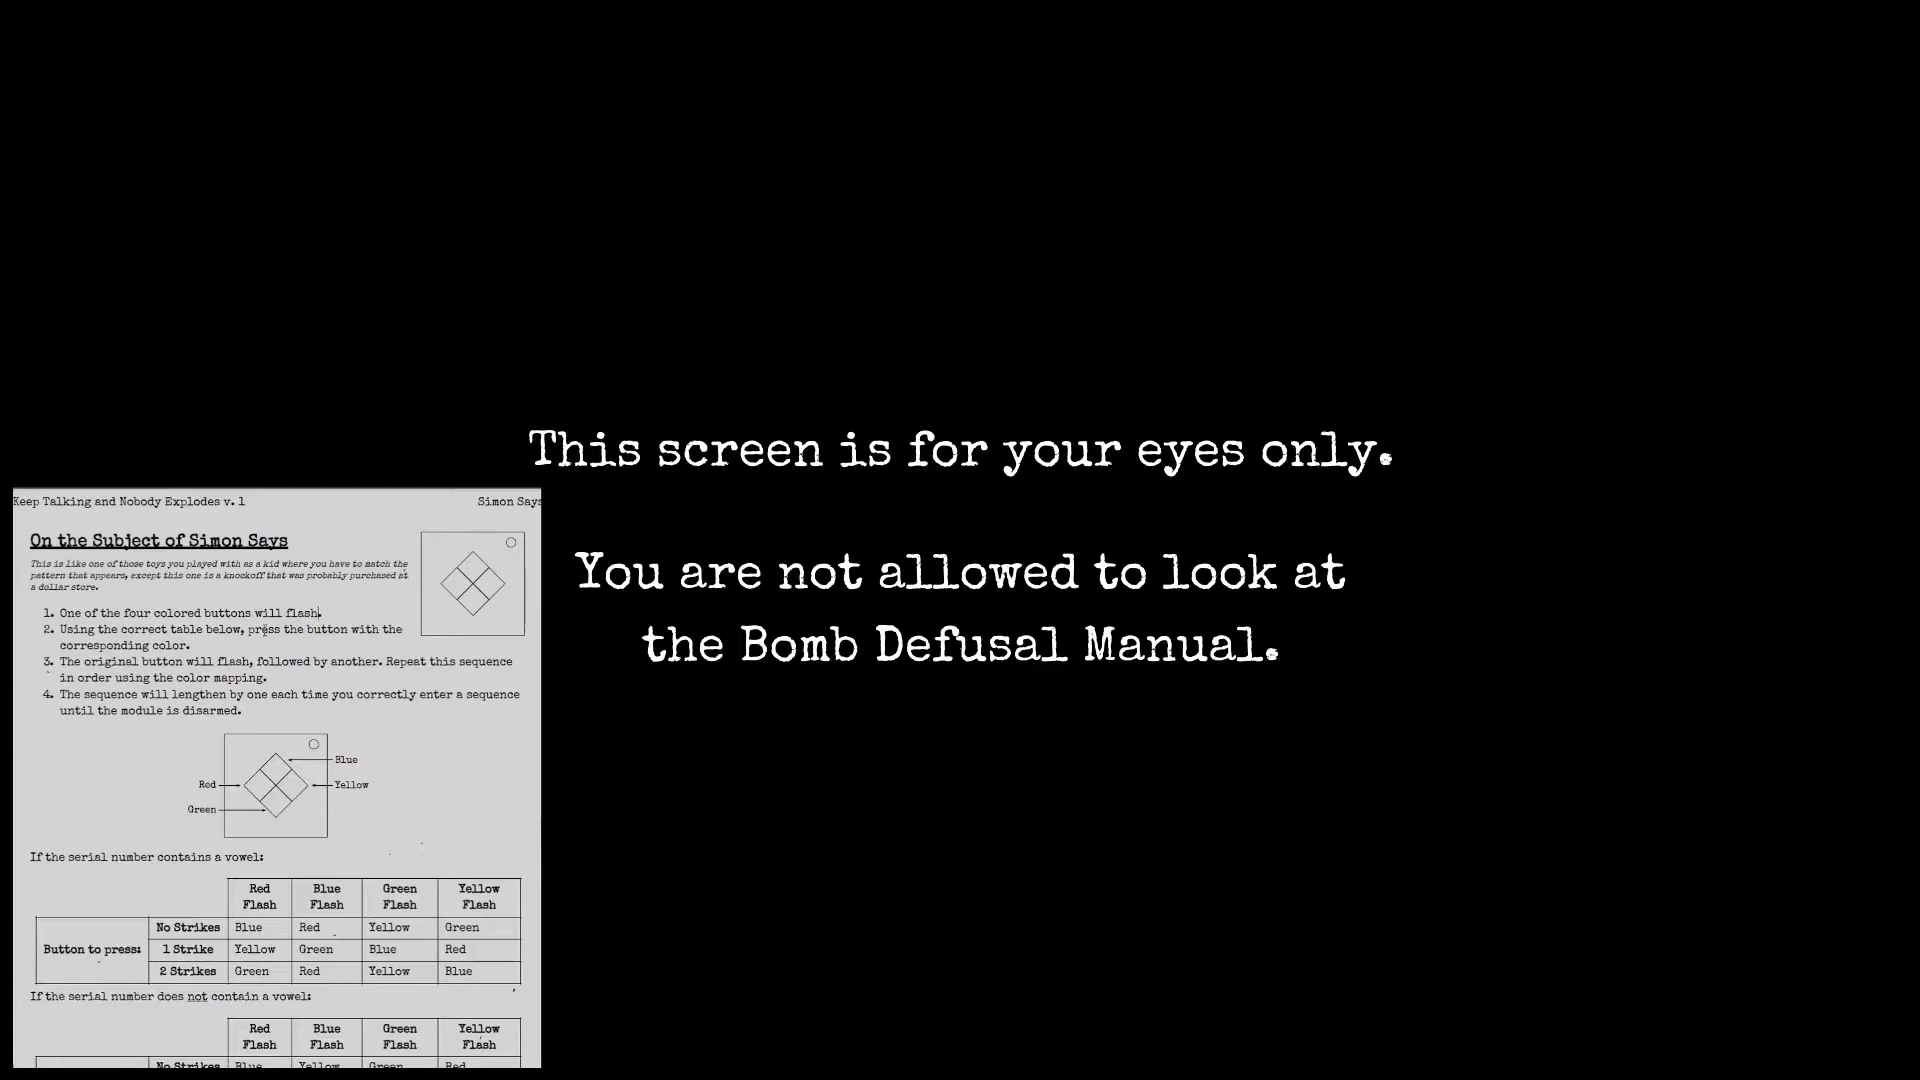 This screen is for your eyes only.
You are not allowed to look at
the Bomb Defusal Manual.
Keep Talking and Nobody Explodes v. 1
Simon Says
On the Subject of Simon Says
This is like one of those toys you played with as a kid where you have to match the
pattern that appears, except this one is a knockoff that was probably purchased at
a dollar store.
1. One of the four colored buttons will flash.
2. Using the correct table below, press the button with the
corresponding color.
3. The original button will flash, followed by another. Repeat this sequence
in order using the color mapping.
4. The sequence will lengthen by one each time you correctly enter a sequence
until the module is disarmed.
Blue
Red
Yellow
Green
If the serial number contains a vowel:
Red Flash Blue Flash Green Flash Yellow Flash
Button to press:
No Strikes Blue Red Yellow Green
1 Strike Yellow Green Blue Red
2 Strikes Green Red Yellow Blue
If the serial number does not contain a vowel:
Red Flash Blue Flash Green Flash Yellow Flash
No Strikes Blue Yellow Green Red